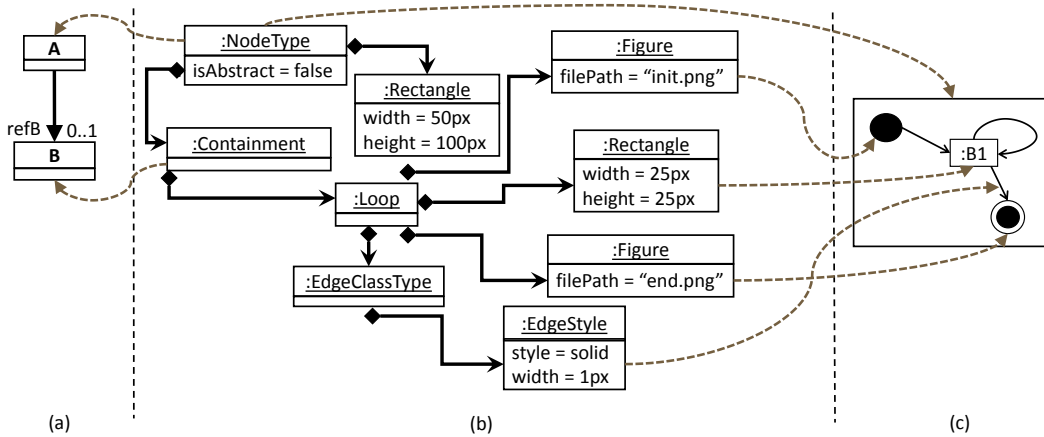 A
refB
0..1
B
(a)
:NodeType
isAbstract = false
:Rectangle
width = 50px
height = 100px
:Containment
:Loop
:EdgeClassType
:Figure
filePath = “init.png”
:Rectangle
width = 25px
height = 25px
:Figure
filePath = “end.png”
:EdgeStyle
style = solid
width = 1px
(b)
:B1
(c)